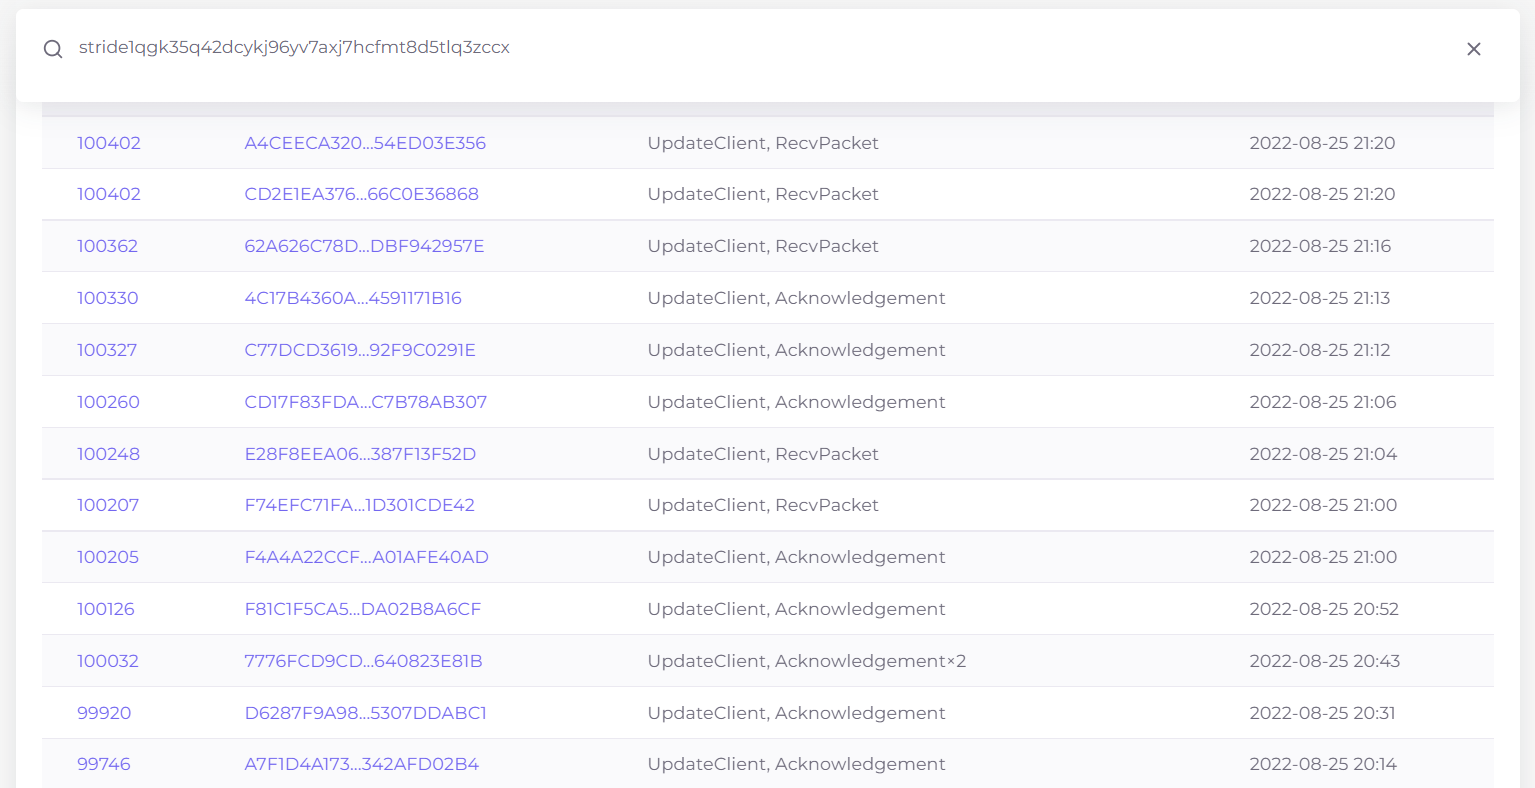 stride1qgk35q42dcykj96yv7axj7hcfmt8d5tlq3zccx
100402 A4CEECA320...54ED03E356 UpdateClient, RecvPacket 2022-08-25 21:20
100402 CD2E1EA376...66C0E36868 UpdateClient, RecvPacket 2022-08-25 21:20
100362 62A626C78D...DBF942957E UpdateClient, RecvPacket 2022-08-25 21:16
100330 4C17B4360A...4591171B16 UpdateClient, Acknowledgement 2022-08-25 21:13
100327 C77DCD3619...92F9C0291E UpdateClient, Acknowledgement 2022-08-25 21:12
100260 CD17F83FDA...C7B78AB307 UpdateClient, Acknowledgement 2022-08-25 21:06
100248 E28F8EEA06...387F13F52D UpdateClient, RecvPacket 2022-08-25 21:04
100207 F74EFC71FA...1D301CDE42 UpdateClient, RecvPacket 2022-08-25 21:00
100205 F4A4A22CCF...A01AFE40AD UpdateClient, Acknowledgement 2022-08-25 21:00
100126 F81C1F5CA5...DA02B8A6CF UpdateClient, Acknowledgement 2022-08-25 20:52
100032 7776FCD9CD...640823E81B UpdateClient, Acknowledgement×2 2022-08-25 20:43
99920 D6287F9A98...5307DDABC1 UpdateClient, Acknowledgement 2022-08-25 20:31
99746 A7F1D4A173...342AFD02B4 UpdateClient, Acknowledgement 2022-08-25 20:14